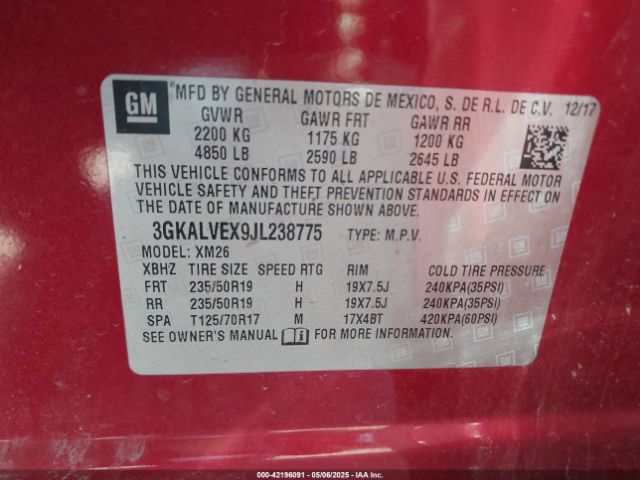 GM
MFD BY GENERAL MOTORS DE MEXICO, S. DE R.L. DE C.V. 12/17
GVWR GAWR FRT GAWR RR
2200 KG 1175 KG 1200 KG
4850 LB 2590 LB 2645 LB
THIS VEHICLE CONFORMS TO ALL APPLICABLE U.S. FEDERAL MOTOR
VEHICLE SAFETY AND THEFT PREVENTION STANDARDS IN EFFECT ON
THE DATE OF MANUFACTURE SHOWN ABOVE.
3GKALVEX9JL238775 TYPE: M.P.V.
MODEL: XM26
XBHZ TIRE SIZE SPEED RTG RIM COLD TIRE PRESSURE
FRT 235/50R19 H 19X7.5J 240KPA(35PSI)
RR 235/50R19 H 19X7.5J 240KPA(35PSI)
SPA T125/70R17 M 17X4BT 420KPA(60PSI)
SEE OWNER'S MANUAL FOR MORE INFORMATION.
000-42196091 - 05/06/2025 - IAAI.CA